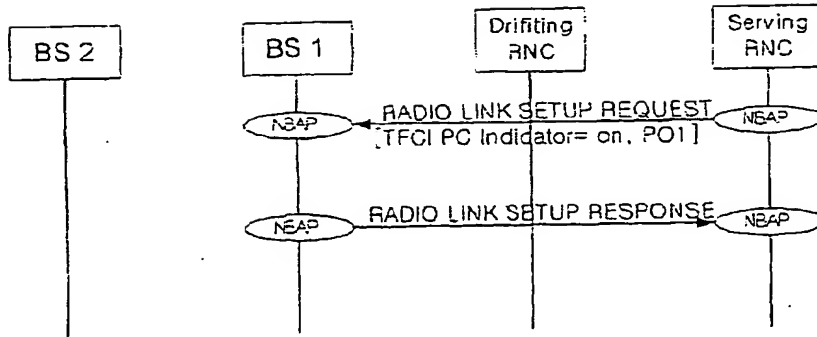 BS 2
BS 1
Drifiting
RNC
Serving
RNC
RADIO LINK SETUP REQUEST
NBAP
NBAP
[TFCI PC Indicator= on, PO1]
RADIO LINK SETUP RESPONSE
NBAP
NBAP